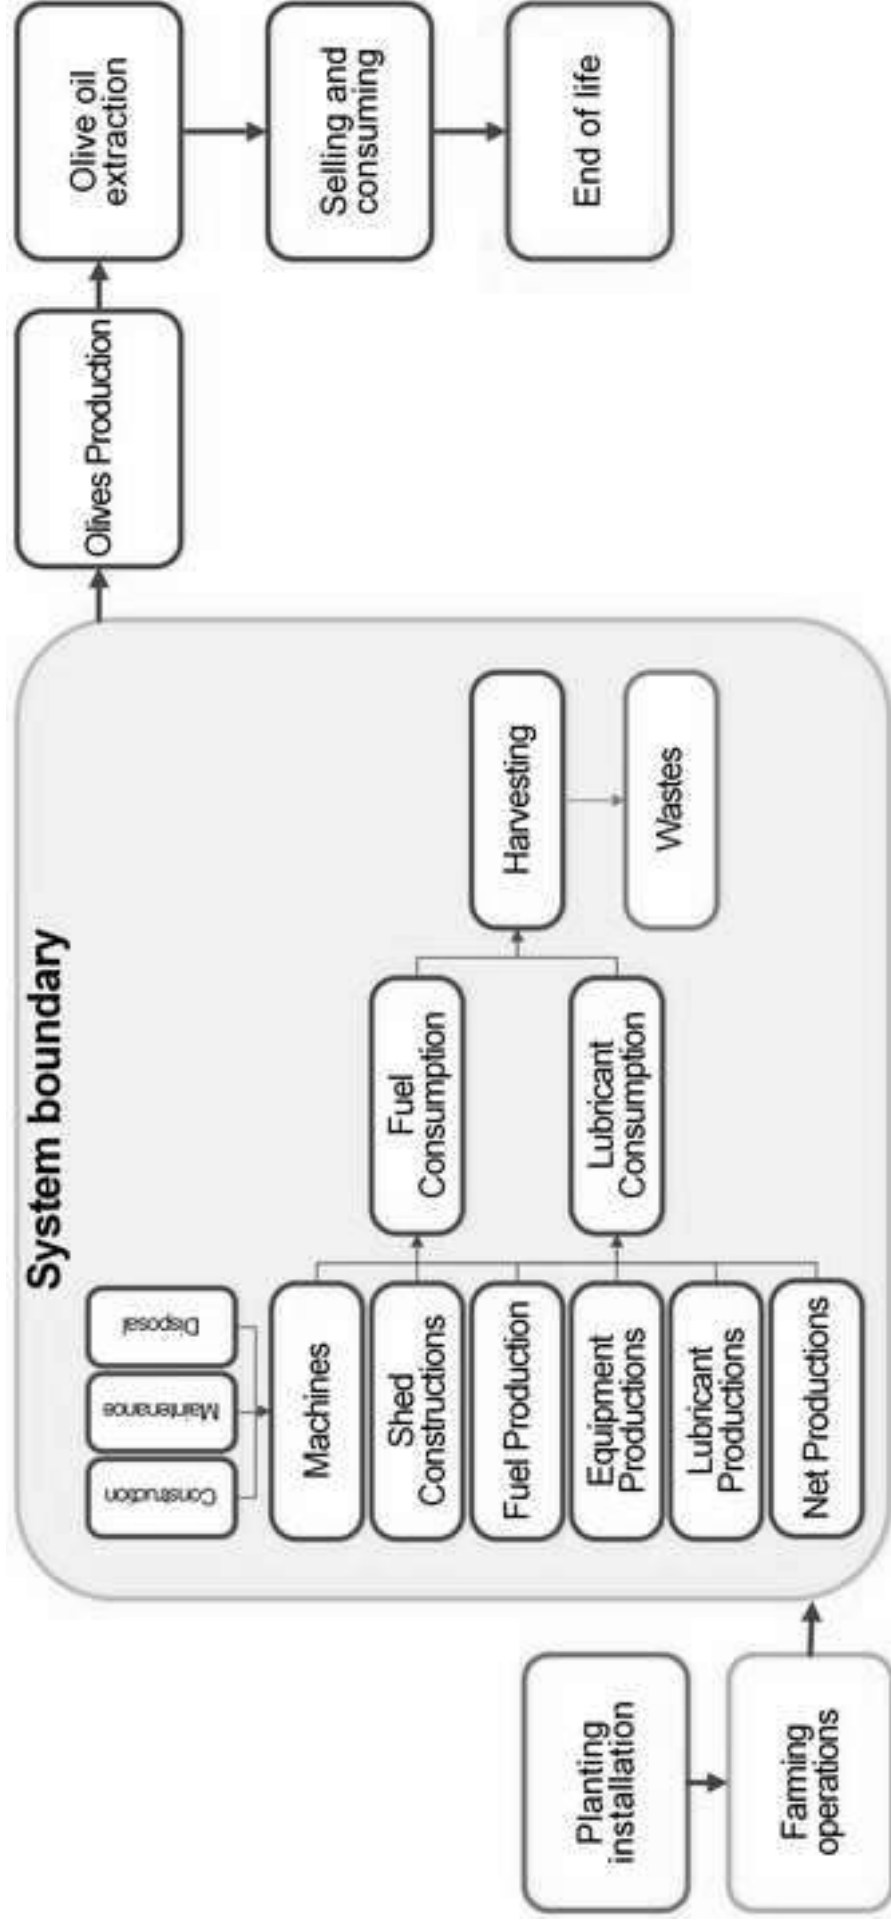 System boundary
Planting
installation
Farming
operations
Construction
Maintenance
Disposal
Machines
Shed
Constructions
Fuel Production
Equipment
Productions
Lubricant
Productions
Net Productions
Fuel
Consumption
Lubricant
Consumption
Harvesting
Wastes
Olives Production
Olive oil
extraction
Selling and
consuming
End of life